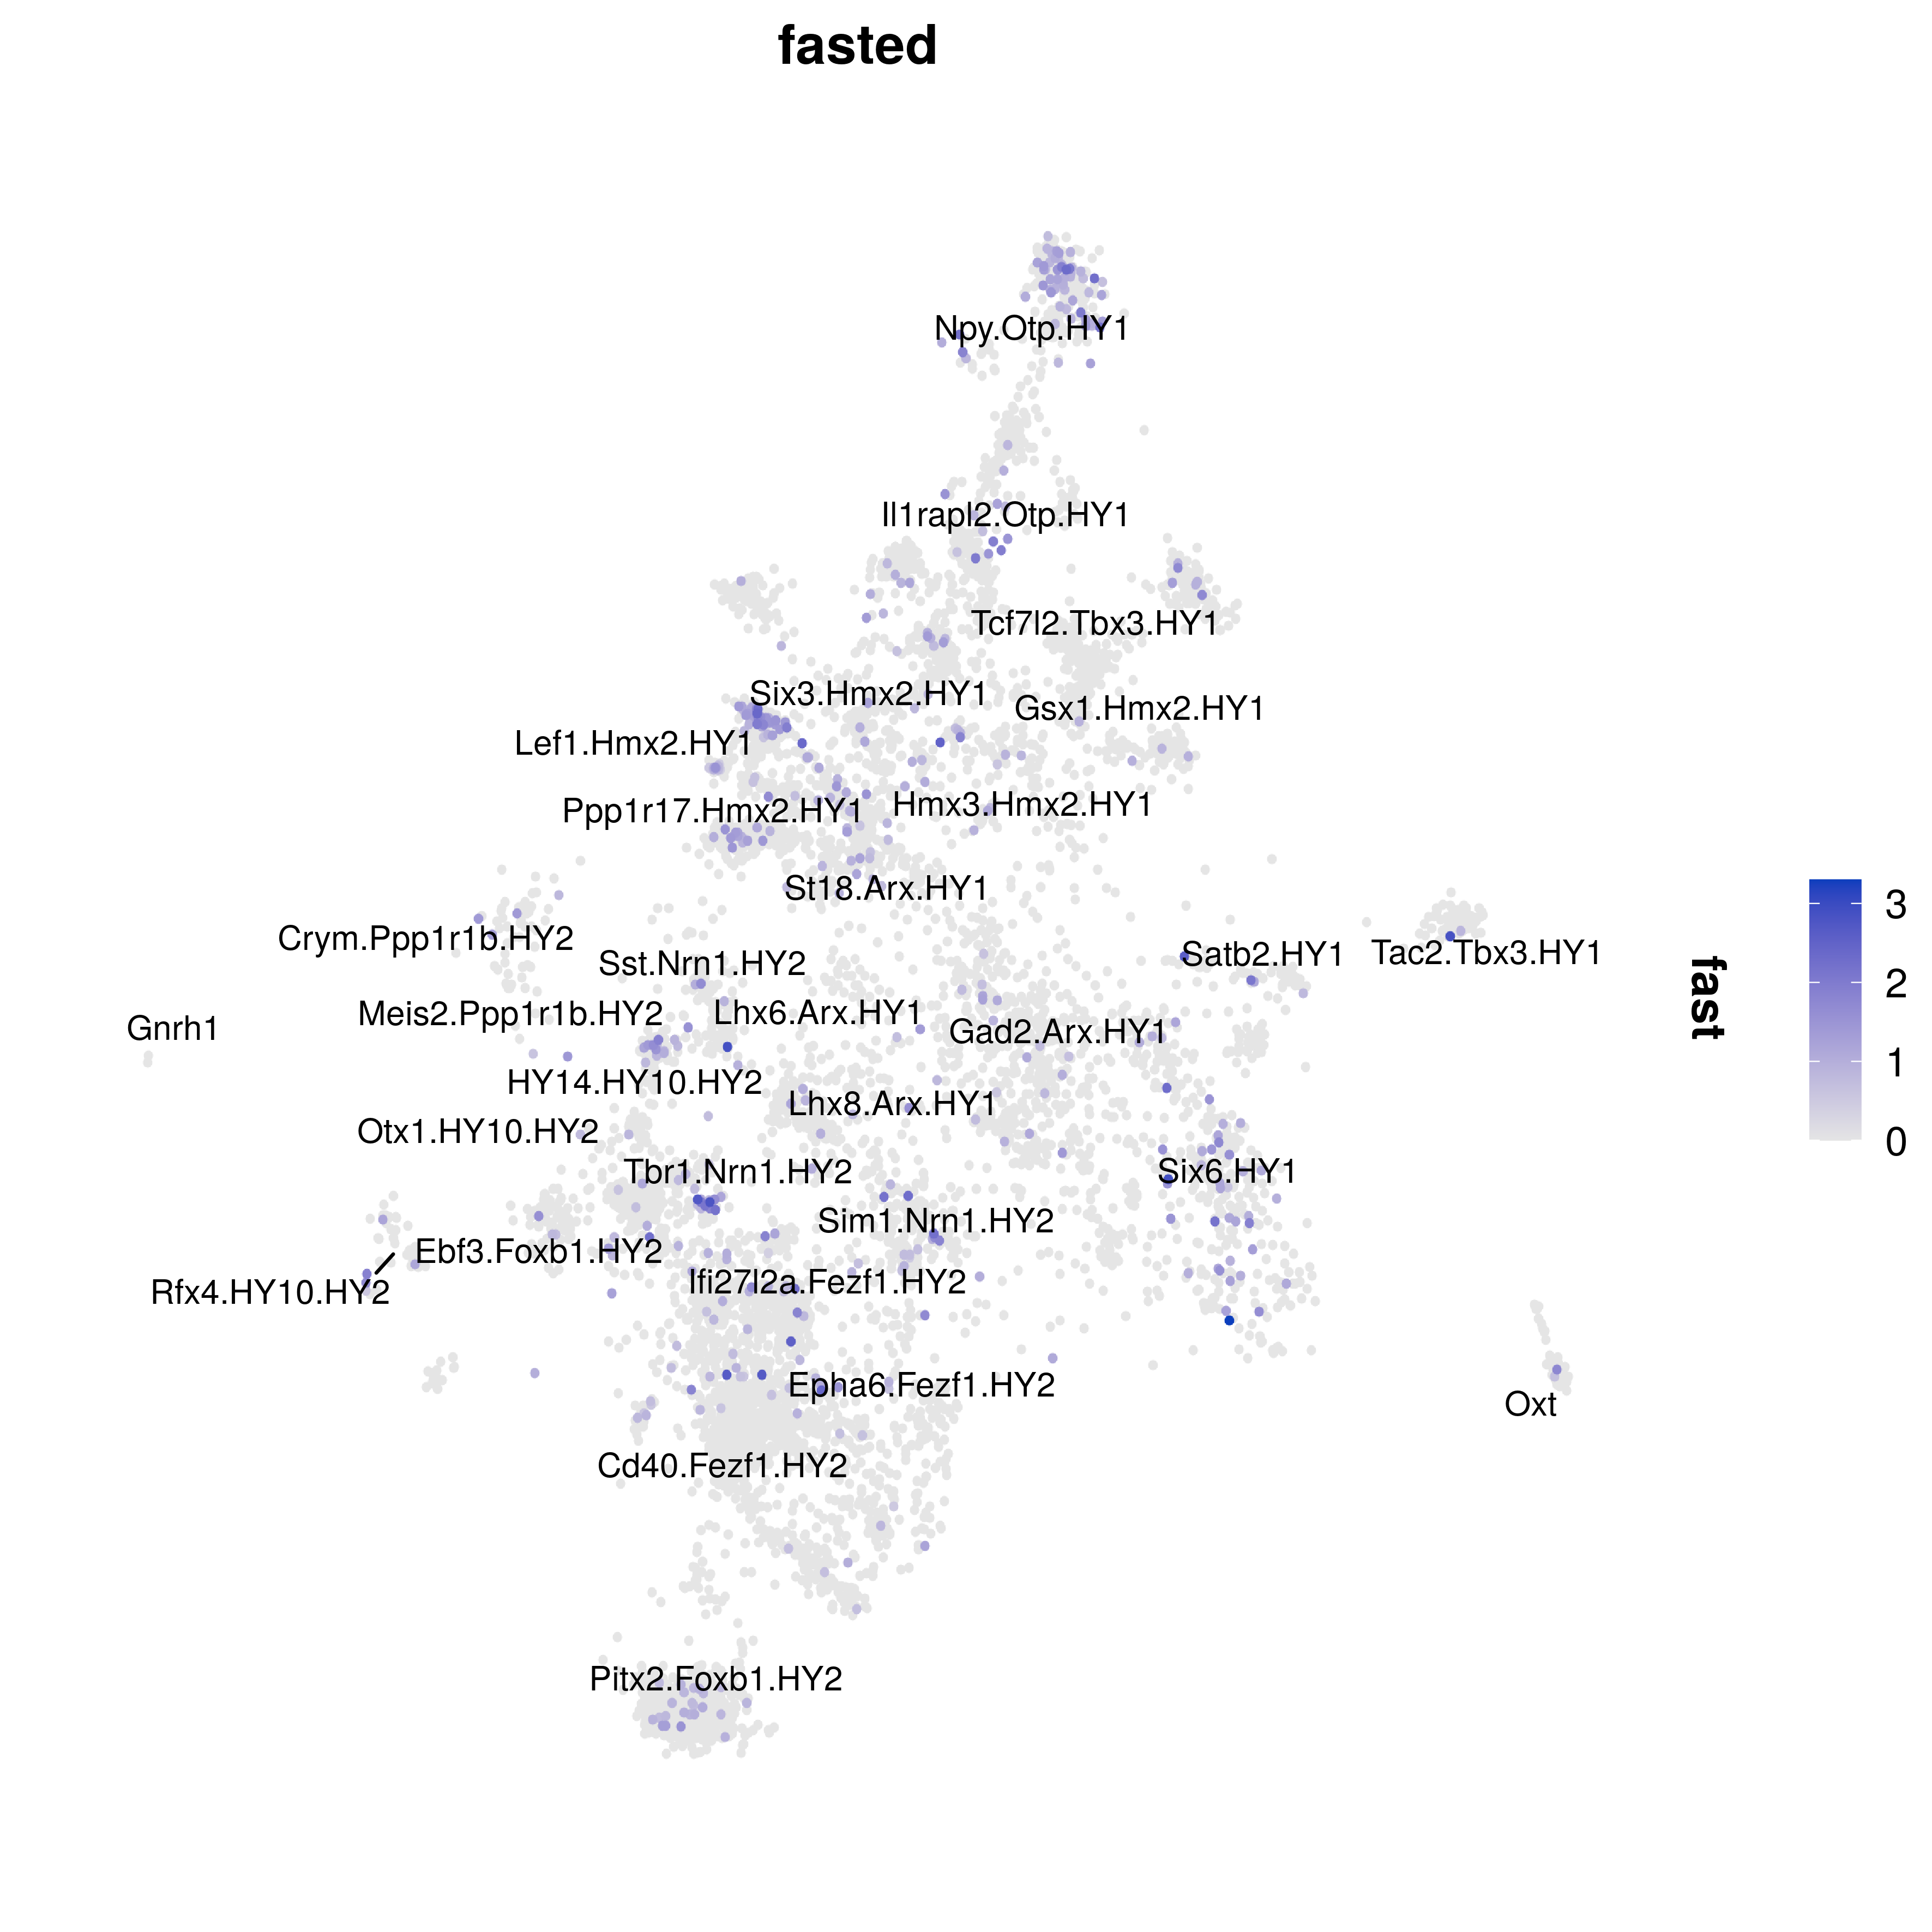 fasted
Npy.Otp.HY1
Il1rapl2.Otp.HY1
Tcf7l2.Tbx3.HY1
Six3.Hmx2.HY1
Gsx1.Hmx2.HY1
Lef1.Hmx2.HY1
Ppp1r17.Hmx2.HY1
Hmx3.Hmx2.HY1
St18.Arx.HY1
Crym.Ppp1r1b.HY2
Sst.Nrn1.HY2
Satb2.HY1
Tac2.Tbx3.HY1
Meis2.Ppp1r1b.HY2
Lhx6.Arx.HY1
Gnrh1
Gad2.Arx.HY1
HY14.HY10.HY2
Lhx8.Arx.HY1
Otx1.HY10.HY2
Tbr1.Nrn1.HY2
Six6.HY1
Sim1.Nrn1.HY2
Ebf3.Foxb1.HY2
Rfx4.HY10.HY2
Ifi27l2a.Fezf1.HY2
Epha6.Fezf1.HY2
Oxt
Cd40.Fezf1.HY2
Pitx2.Foxb1.HY2
fast
3
2
1
0